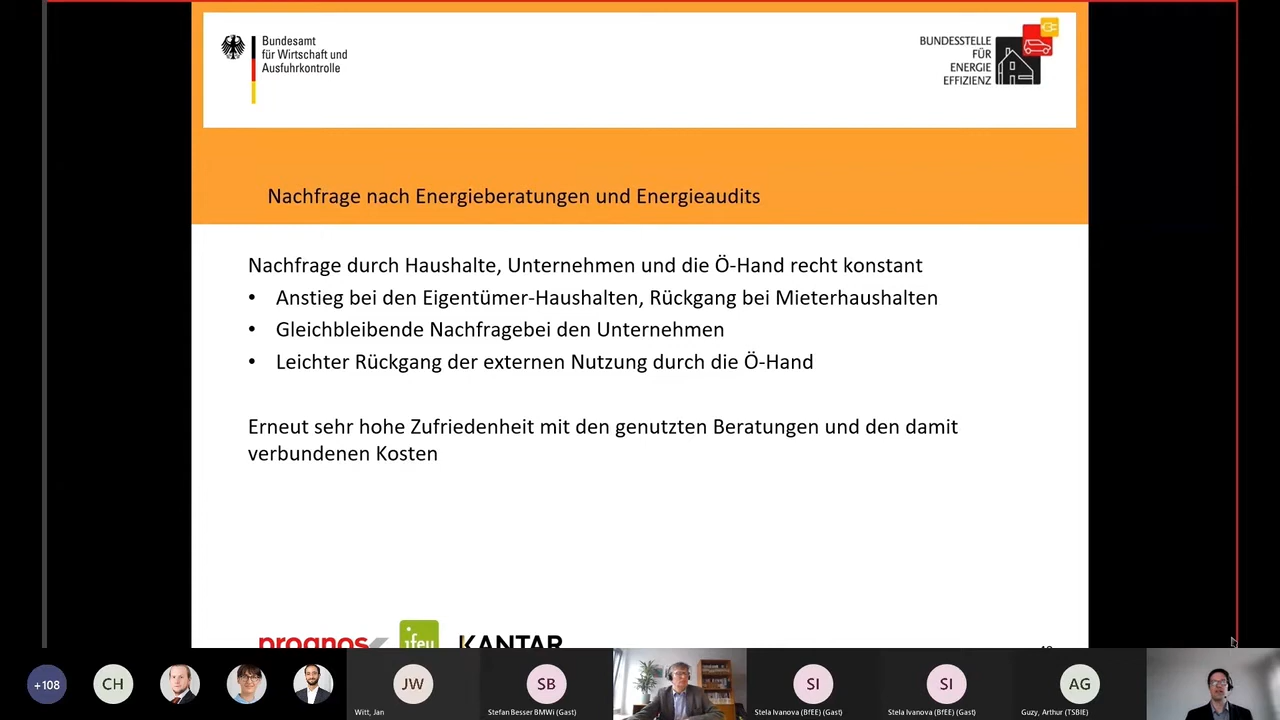 Bundesamt
für Wirtschaft und
Ausfuhrkontrolle
BUNDESSTELLE
FÜR
ENERGIE
EFFIZIENZ
Nachfrage nach Energieberatungen und Energieaudits
Nachfrage durch Haushalte, Unternehmen und die Ö-Hand recht konstant
• Anstieg bei den Eigentümer-Haushalten, Rückgang bei Mieterhaushalten
• Gleichbleibende Nachfragebei den Unternehmen
• Leichter Rückgang der externen Nutzung durch die Ö-Hand
Erneut sehr hohe Zufriedenheit mit den genutzten Beratungen und den damit
verbundenen Kosten
prognos ifeu KANTAR
+108 CH JW SB SI SI AG
Witt, Jan Stefan Besser BMWi (Gast) Stela Ivanova (BfEE) (Gast) Stela Ivanova (BfEE) (Gast) Guzy, Arthur (TSBIE)